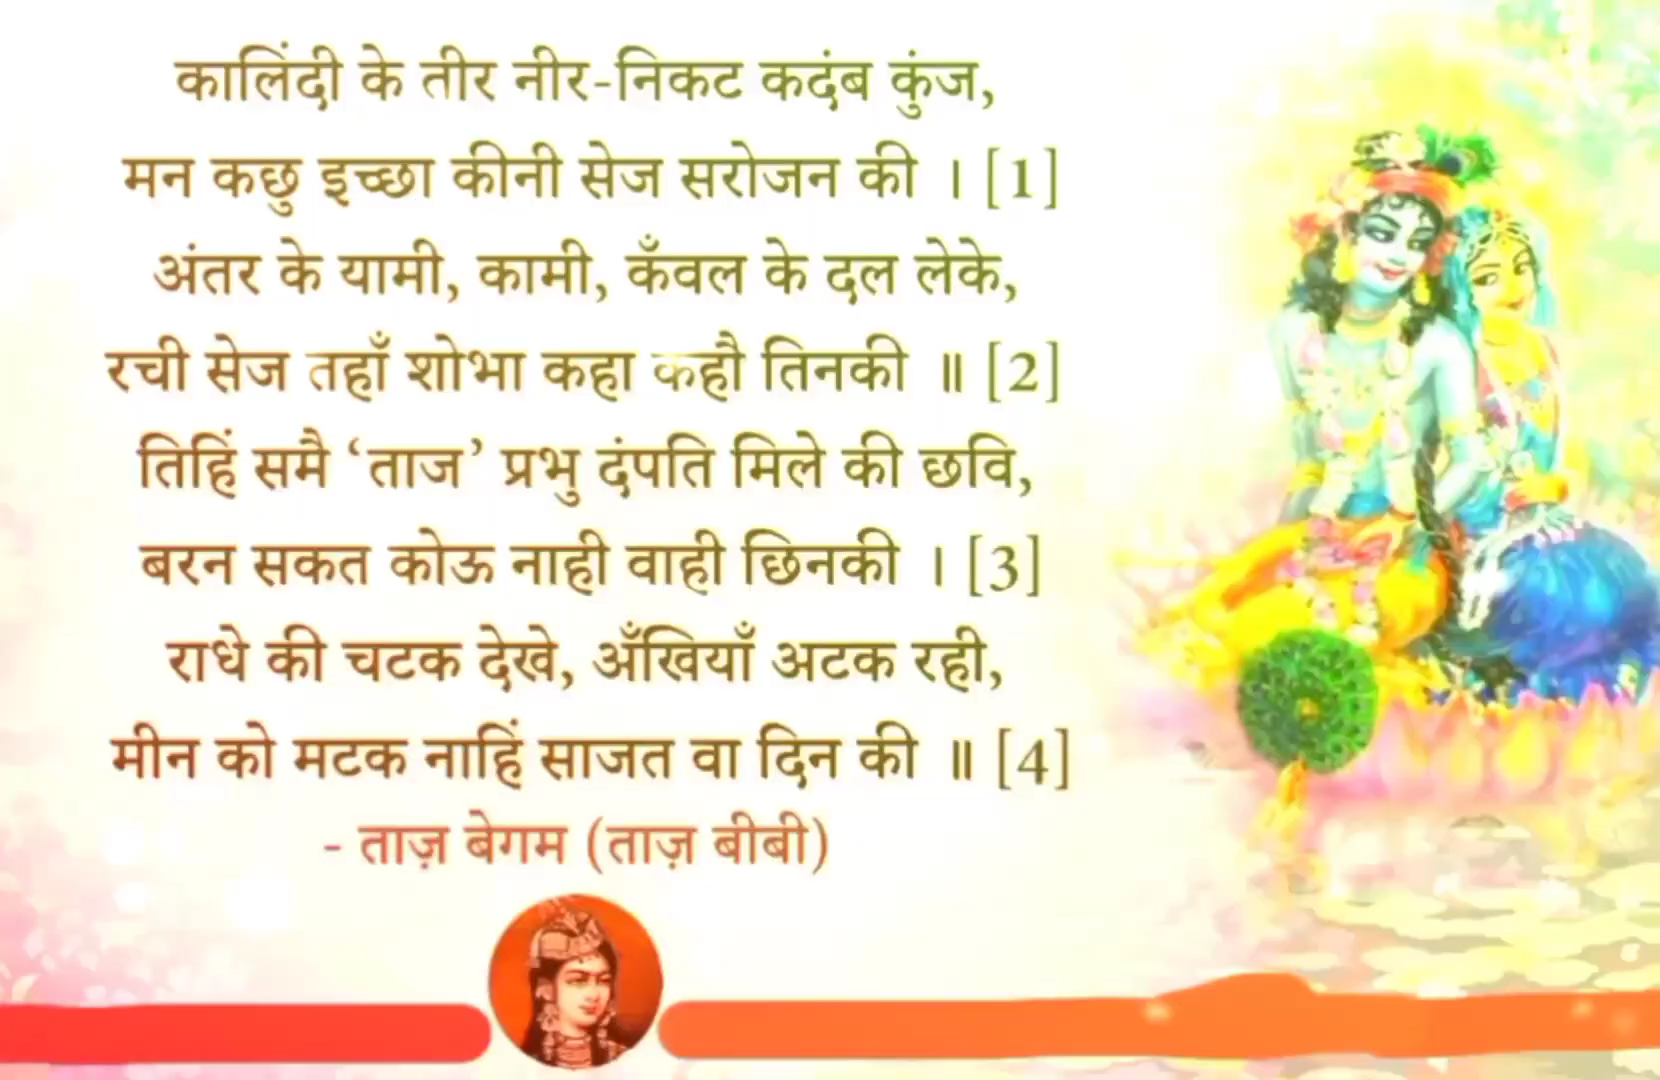 कालिंदी के तीर नीर-निकट कदंब कुंज,
मन कछु इच्छा कीनी सेज सरोजन की । [1]
अंतर के यामी, कामी, कँवल के दल लेके,
रची सेज तहाँ शोभा कहा कहौ तिनकी ॥ [2]
तिहिं समै ‘ताज’ प्रभु दंपति मिले की छवि,
बरन सकत कोऊ नाही वाही छिनकी । [3]
राधे की चटक देखे, अँखियाँ अटक रही,
मीन को मटक नाहिं साजत वा दिन की ॥ [4]
- ताज़ बेगम (ताज़ बीबी)